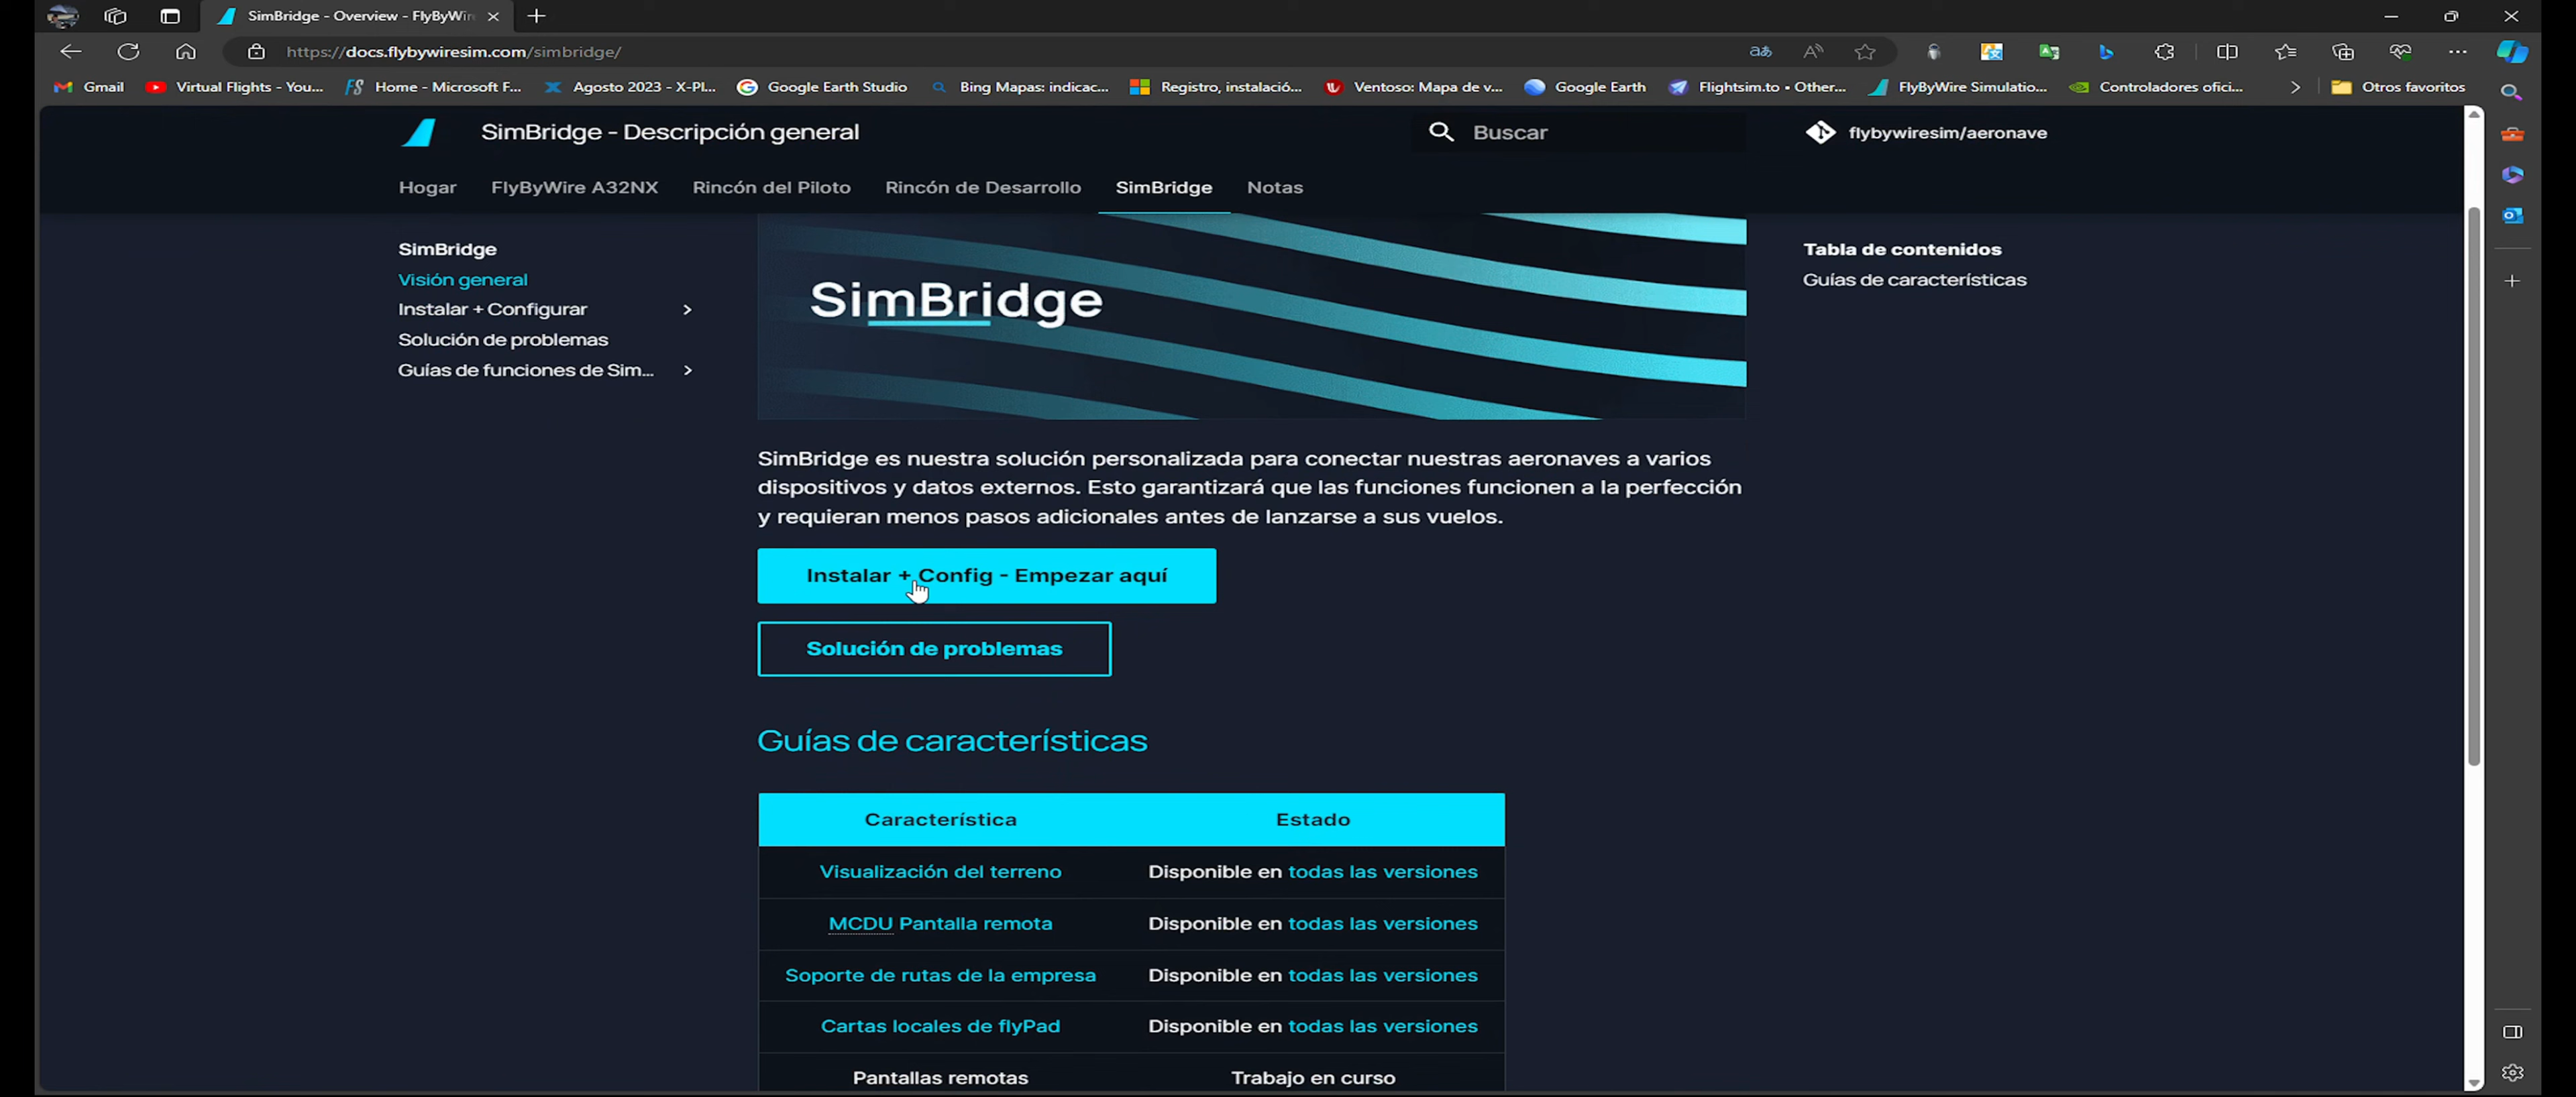 SimBridge - Overview - FlyByWire
https://docs.flybywiresim.com/simbridge/
Gmail
Virtual Flights - You...
Home - Microsoft F...
Agosto 2023 - X-Pl...
Google Earth Studio
Bing Mapas: indicac...
Registro, instalació...
Ventoso: Mapa de v...
Google Earth
Flightsim.to • Other...
FlyByWire Simulatio...
Controladores ofici...
Otros favoritos
SimBridge - Descripción general
Buscar
flybywiresim/aeronave
Hogar
FlyByWire A32NX
Rincón del Piloto
Rincón de Desarrollo
SimBridge
Notas
SimBridge
Visión general
Instalar + Configurar
Solución de problemas
Guías de funciones de Sim...
SimBridge
Tabla de contenidos
Guías de características
SimBridge es nuestra solución personalizada para conectar nuestras aeronaves a varios
dispositivos y datos externos. Esto garantizará que las funciones funcionen a la perfección
y requieran menos pasos adicionales antes de lanzarse a sus vuelos.
Instalar + Config - Empezar aquí
Solución de problemas
Guías de características
Característica Estado
Visualización del terreno Disponible en todas las versiones
MCDU Pantalla remota Disponible en todas las versiones
Soporte de rutas de la empresa Disponible en todas las versiones
Cartas locales de flyPad Disponible en todas las versiones
Pantallas remotas Trabajo en curso